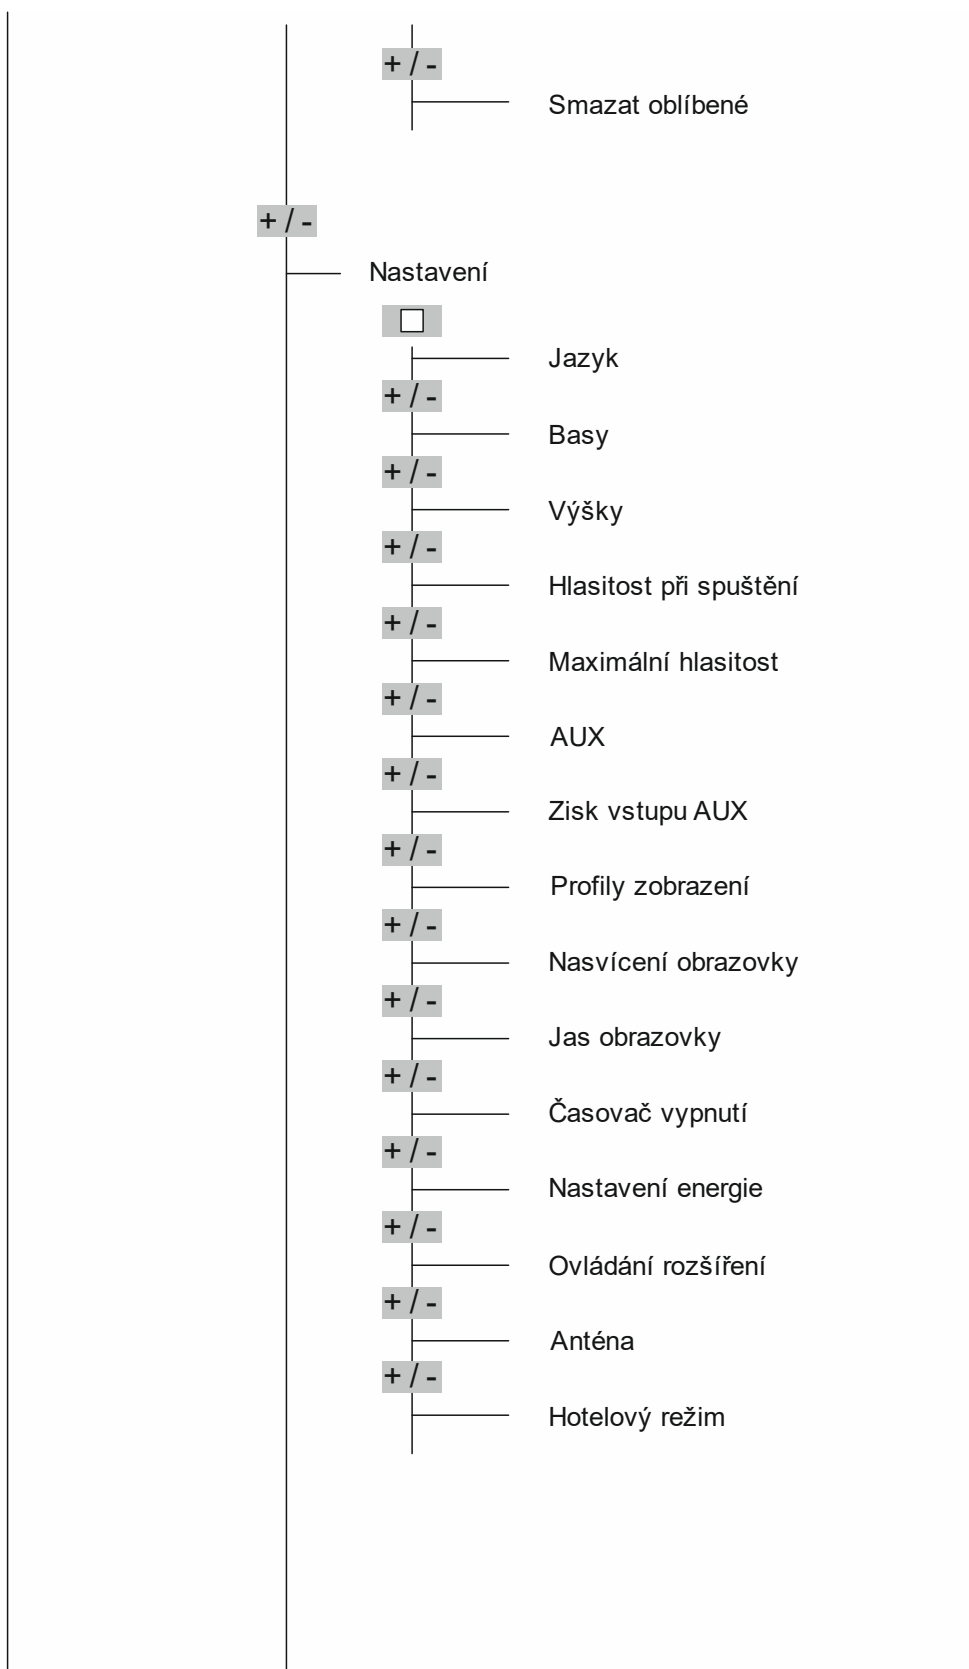 + / -
Smazat oblíbené
+ / -
Nastavení
Jazyk
+ / -
Basy
+ / -
Výšky
+ / -
Hlasitost při spuštění
+ / -
Maximální hlasitost
+ / -
AUX
+ / -
Zisk vstupu AUX
+ / -
Profily zobrazení
+ / -
Nasvícení obrazovky
+ / -
Jas obrazovky
+ / -
Časovač vypnutí
+ / -
Nastavení energie
+ / -
Ovládání rozšíření
+ / -
Anténa
+ / -
Hotelový režim